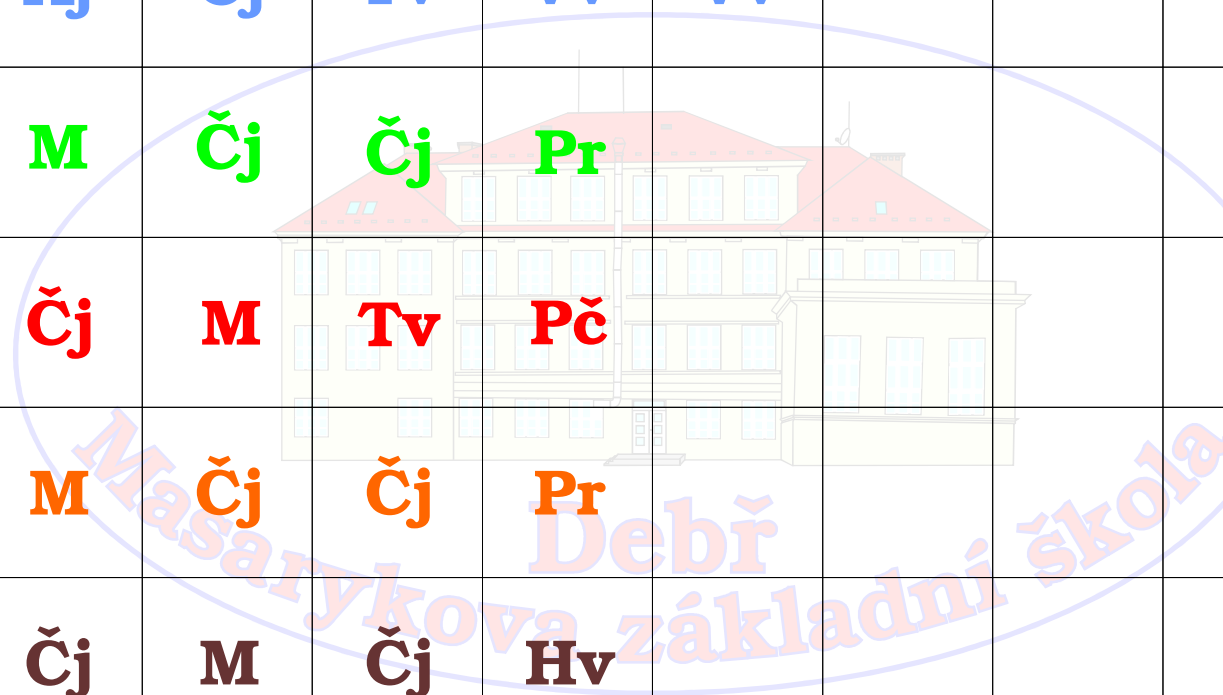 M Čj Čj Pr
Čj M Tv Pč
M Čj Čj Pr
Čj M Čj Hv
Debř
Masarykova základní škola